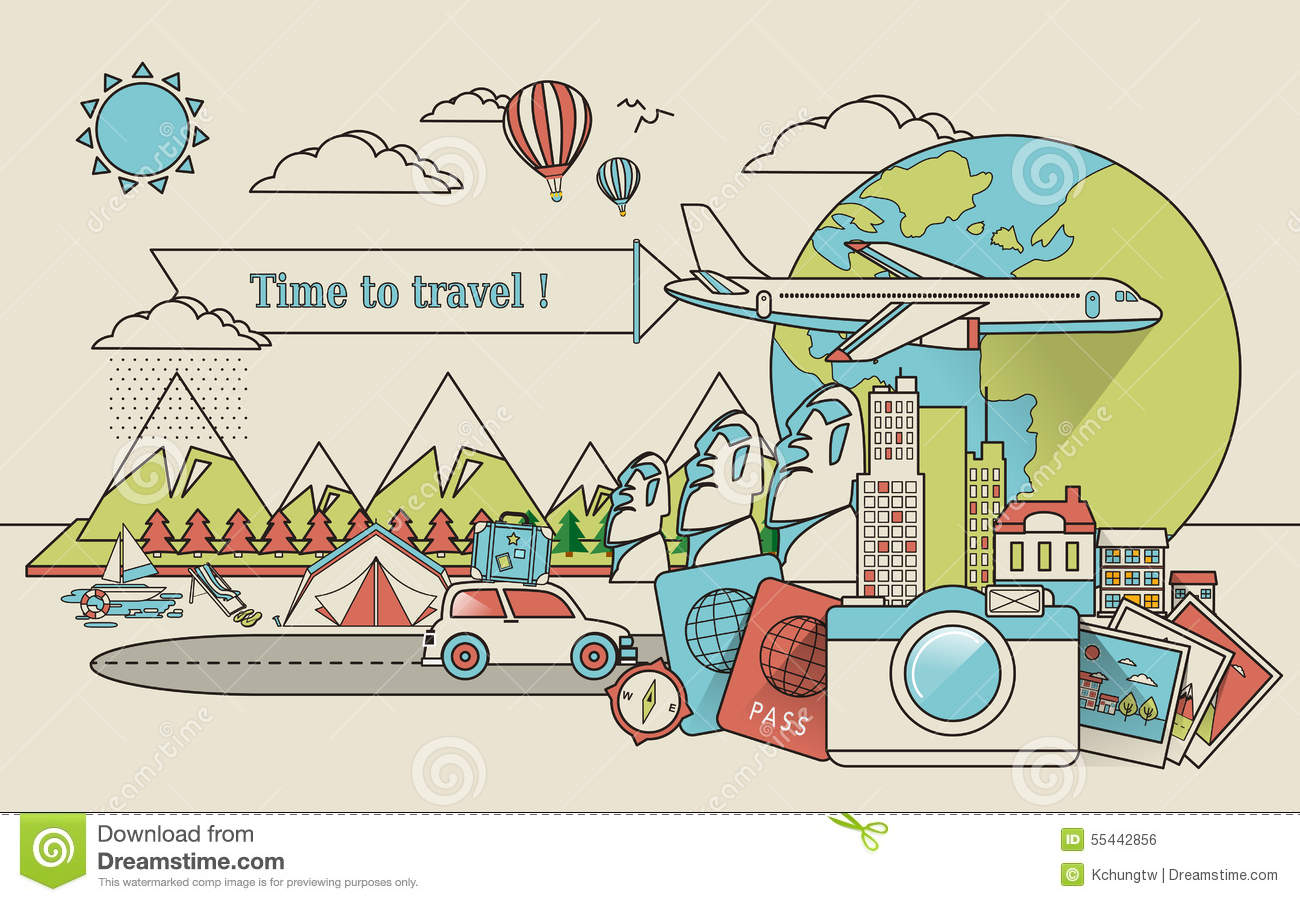 Time to travel !
W
E
PASS
dreamstime
Download from
Dreamstime.com
This watermarked comp image is for previewing purposes only.
ID 55442856
© Kchungtw | Dreamstime.com